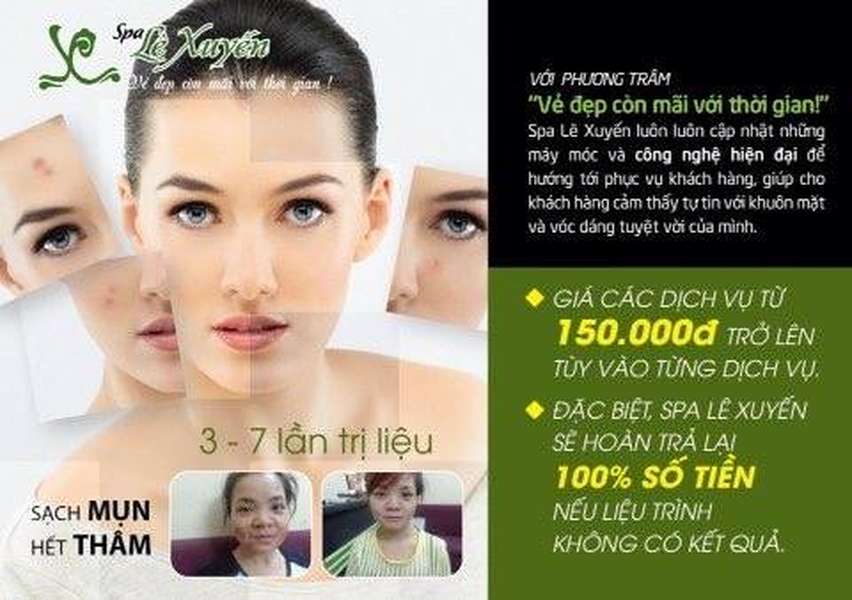 Spa Lê Xuyến
Vẻ đẹp còn mãi với thời gian !
3 - 7 lần trị liệu
SẠCH MỤN
HẾT THÂM
VỚI PHƯƠNG TRÂM
“Vẻ đẹp còn mãi với thời gian!”
Spa Lê Xuyến luôn luôn cập nhật những
máy móc và công nghệ hiện đại để
hướng tới phục vụ khách hàng, giúp cho
khách hàng cảm thấy tự tin với khuôn mặt
và vóc dáng tuyệt vời của mình.
GIÁ CÁC DỊCH VỤ TỪ
150.000đ TRỞ LÊN
TÙY VÀO TỪNG DỊCH VỤ.
ĐẶC BIỆT, SPA LÊ XUYẾN
SẼ HOÀN TRẢ LẠI
100% SỐ TIỀN
NẾU LIỆU TRÌNH
KHÔNG CÓ KẾT QUẢ.